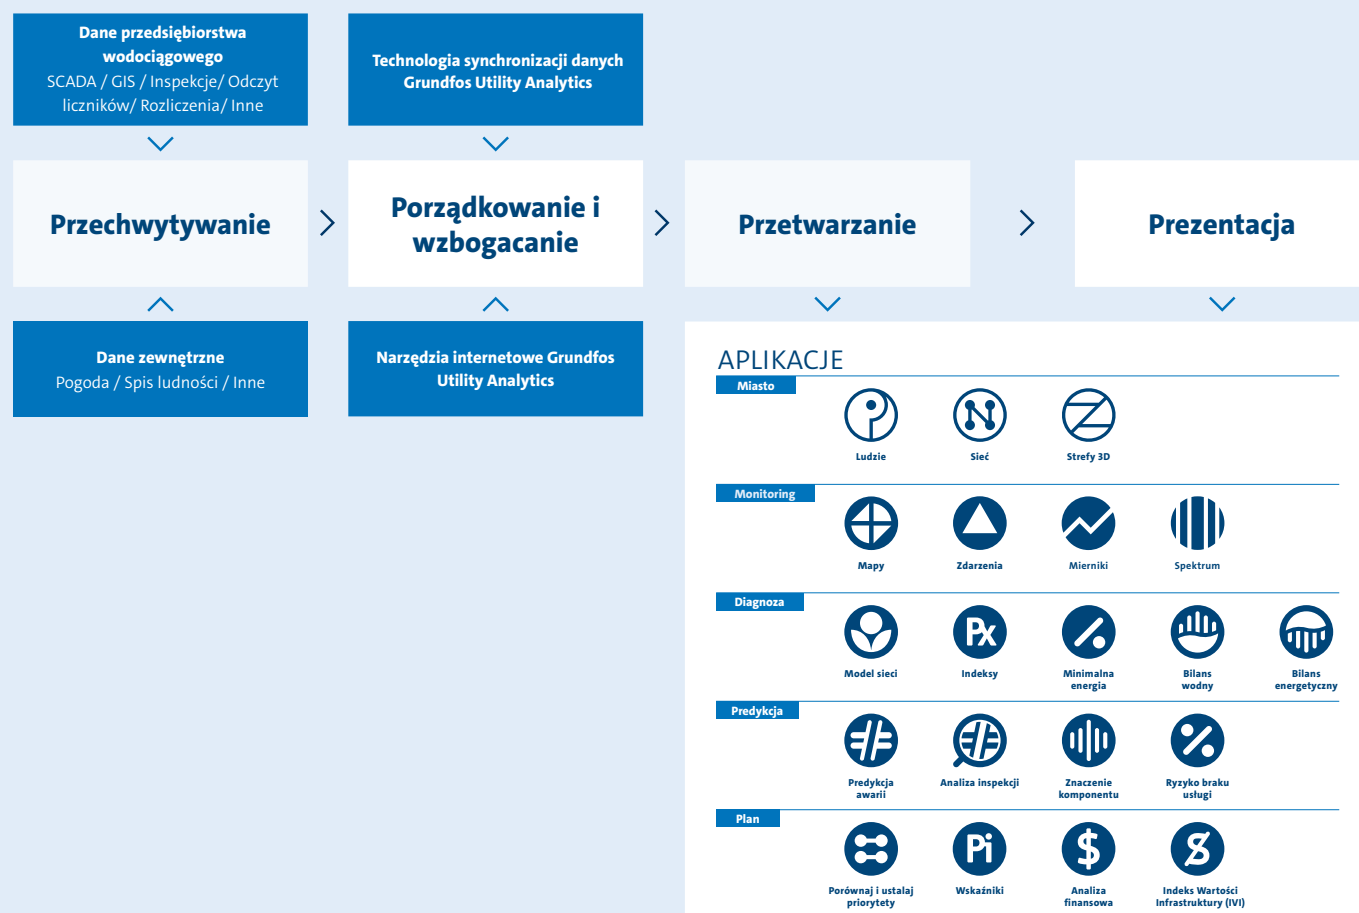 Dane przedsiębiorstwa
wodociągowego
SCADA / GIS / Inspekcje/ Odczyt
liczników/ Rozliczenia/ Inne
Technologia synchronizacji danych
Grundfos Utility Analytics
Przechwytywanie
Porządkowanie i
wzbogacanie
Przetwarzanie
Prezentacja
Dane zewnętrzne
Pogoda / Spis ludności / Inne
Narzędzia internetowe Grundfos
Utility Analytics
APLIKACJE
Miasto
Ludzie
Sieć
Strefy 3D
Monitoring
Mapy
Zdarzenia
Mierniki
Spektrum
Diagnoza
Px
Model sieci
Indeksy
Minimalna
energia
Bilans
wodny
Bilans
energetyczny
Predykcja
Predykcja
awarii
Analiza inspekcji
Znaczenie
komponentu
Ryzyko braku
usługi
Plan
Pi
$
Porównaj i ustalaj
priorytety
Wskaźniki
Analiza
finansowa
Indeks Wartości
Infrastruktury (IVI)